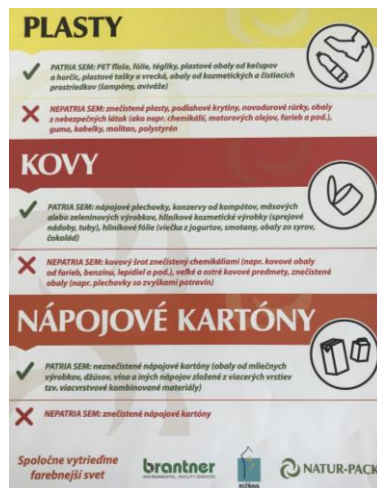 PLASTY
PATRIA SEM: PET fľaše, fólie, tégliky, plastové obaly od kečupov
a horčíc, plastové tašky a vrecká, obaly od kozmetických a čistiacich
prostriedkov (šampóny, aviváže)
NEPATRIA SEM: znečistené plasty, podlahové krytiny, novodurové rúrky, obaly
z nebezpečných látok (ako napr. chemikálií, motorových olejov, farieb a pod.),
guma, kabelky, molitan, polystyrén
KOVY
PATRIA SEM: nápojové plechovky, konzervy od kompótov, mäsových
alebo zeleninových výrobkov, hliníkové kozmetické výrobky (sprejové
nádoby, tuby), hliníkové fólie (viečka z jogurtov, smotany, obaly zo syrov,
čokolád)
NEPATRIA SEM: kovový šrot znečistený chemikáliami (napr. kovové obaly
od farieb, benzínu, lepidiel a pod.), veľké a ostré kovové predmety, znečistené
obaly (napr. plechovky so zvyškami potravín)
NÁPOJOVÉ KARTÓNY
PATRIA SEM: neznečistené nápojové kartóny (obaly od mliečnych
výrobkov, džúsov, vína a iných nápojov zložené z viacerých vrstiev
tzv. viacvrstvové kombinované materiály)
NEPATRIA SEM: znečistené nápojové kartóny
Spoločne vytrieďme
farebnejší svet
brantner
ENVIRONMENTAL, FACILITY SERVICES
ROŽŇAVA
NATUR-PACK